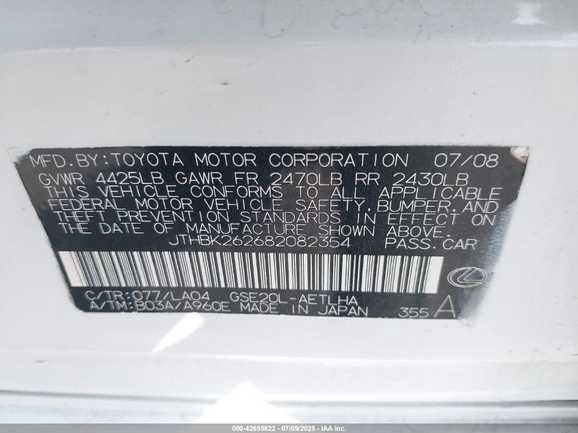 MFD.BY:TOYOTA MOTOR CORPORATION 07/08
GVWR 4425LB GAWR FR 2470LB RR 2430LB
THIS VEHICLE CONFORMS TO ALL APPLICABLE
FEDERAL MOTOR VEHICLE SAFETY, BUMPER, AND
THEFT PREVENTION STANDARDS IN EFFECT ON
THE DATE OF MANUFACTURE SHOWN ABOVE.
JTHBK262682082354 PASS.CAR
C/TR:077/LA04 GSE20L-AETLHA
A/TM:B03A/A960E MADE IN JAPAN 355 A
000-42695622 - 07/05/2025 - IAA Inc.